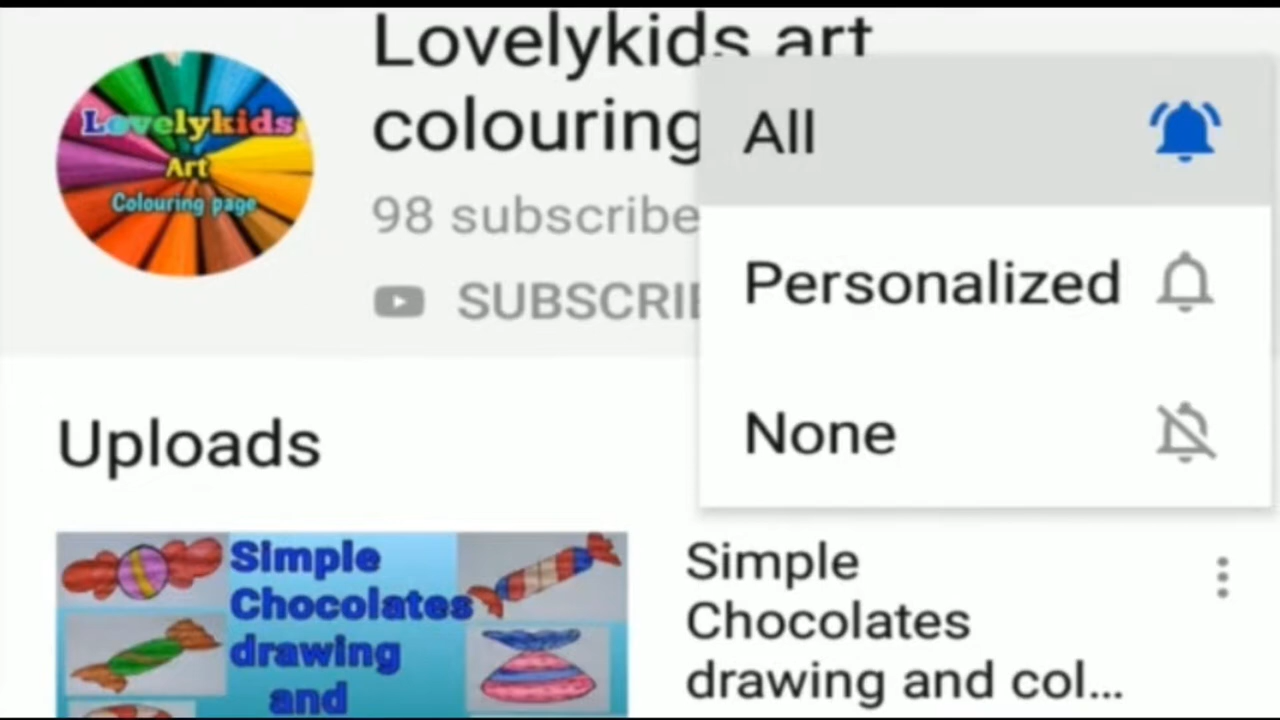 Lovelykids art
colouring
98 subscribe
SUBSCRIB
All
Personalized
None
Lovelykids
Art
Colouring page
Uploads
Simple
Chocolates
drawing
and
Simple
Chocolates
drawing and col...